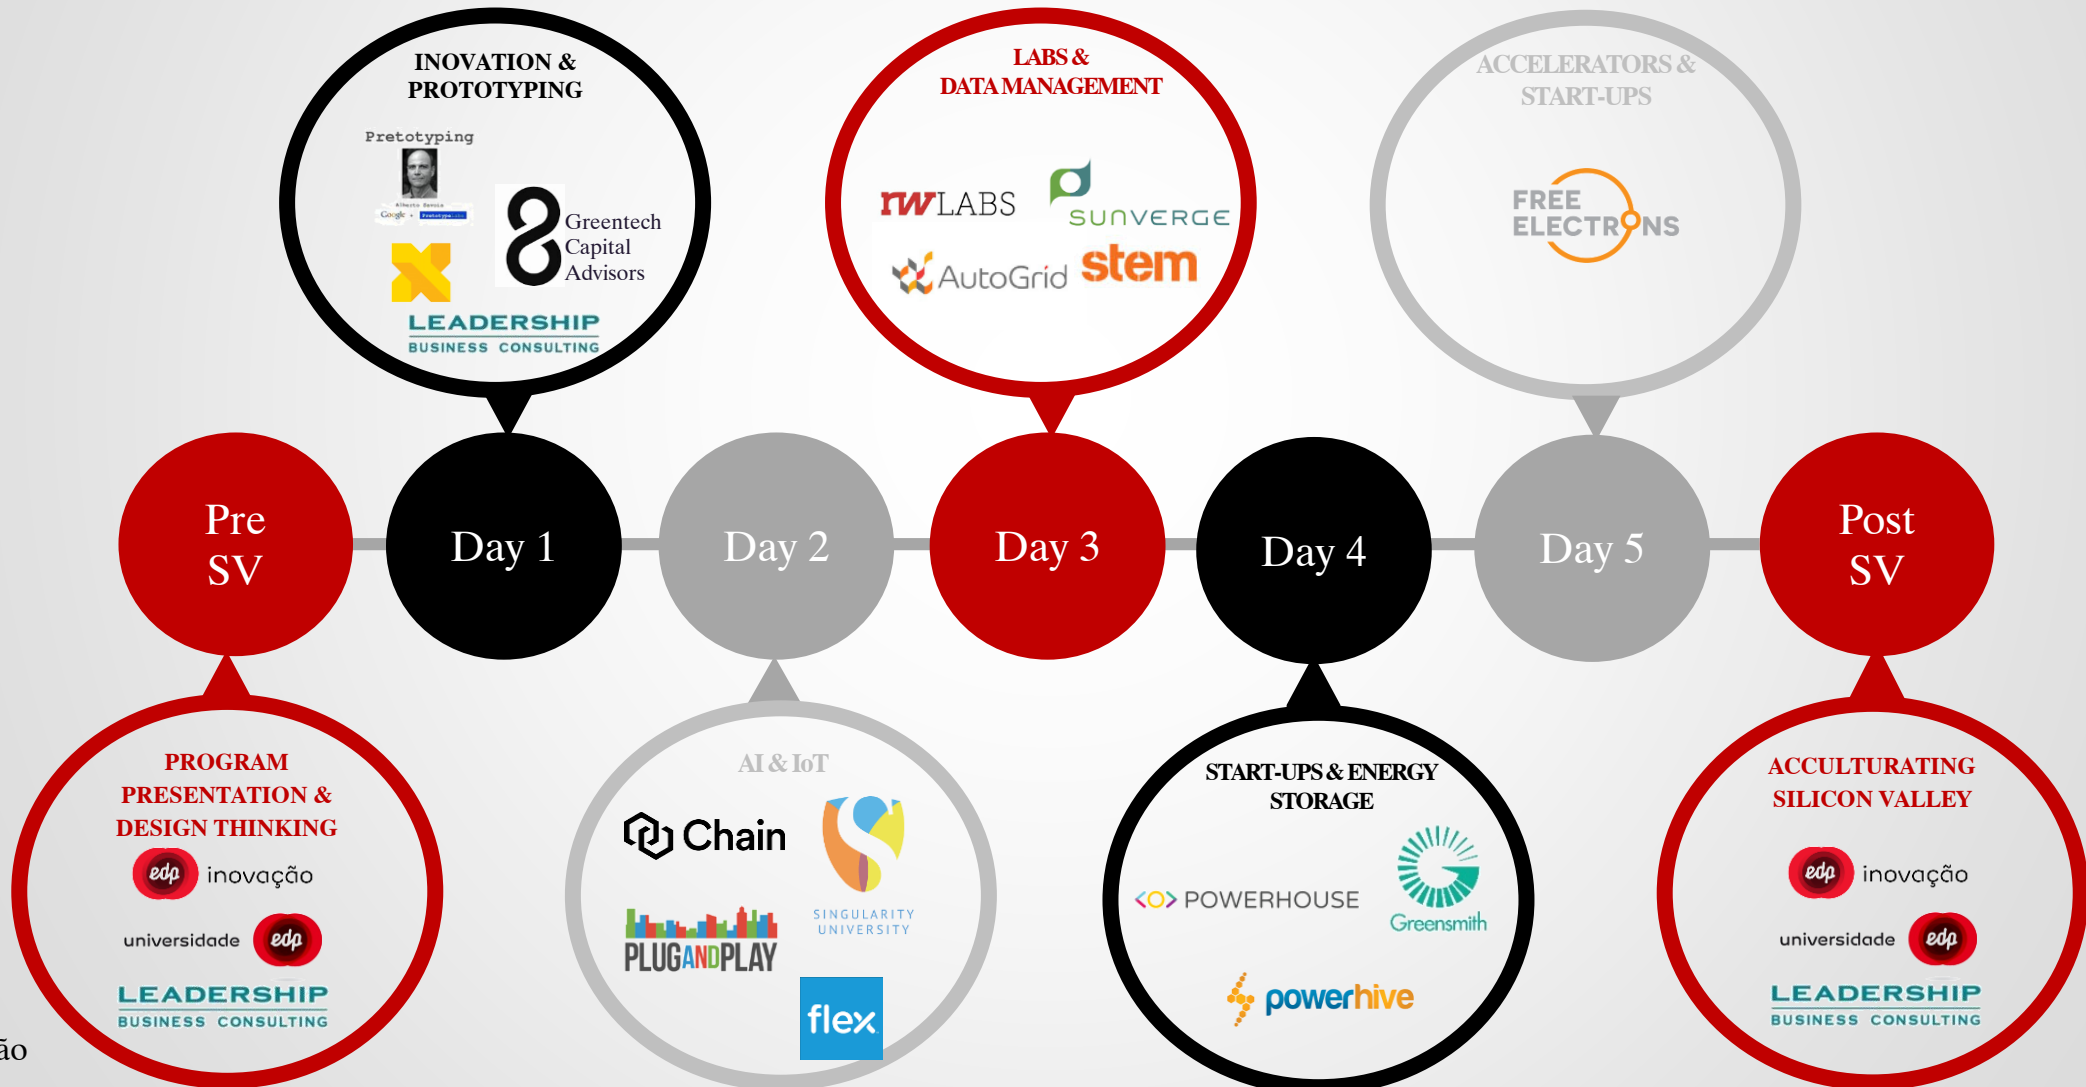 INOVATION &
PROTOTYPING
Pretotyping
Alberto Savoia
Google
Greentech
Capital
Advisors
LEADERSHIP
BUSINESS CONSULTING
LABS &
DATA MANAGEMENT
rwLABS
SUNVERGE
AutoGrid
stem
ACCELERATORS &
START-UPS
FREE
ELECTRONS
Pre
SV
Day 1
Day 2
Day 3
Day 4
Day 5
Post
SV
PROGRAM
PRESENTATION &
DESIGN THINKING
edp inovação
universidade edp
LEADERSHIP
BUSINESS CONSULTING
AI & IoT
Chain
SINGULARITY
UNIVERSITY
PLUGANDPLAY
flex
START-UPS & ENERGY
STORAGE
POWERHOUSE
Greensmith
powerhive
ACCULTURATING
SILICON VALLEY
edp inovação
universidade edp
LEADERSHIP
BUSINESS CONSULTING
ão